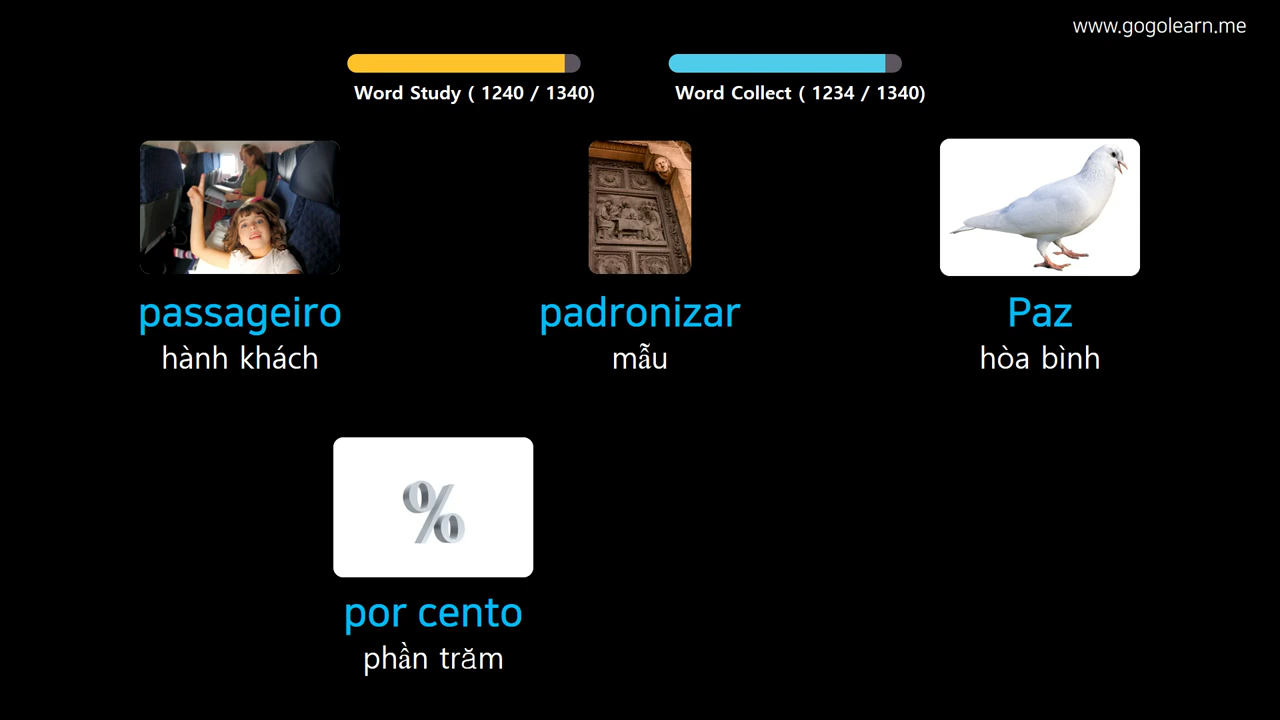 www.gogolearn.me
Word Study ( 1240 / 1340)
Word Collect ( 1234 / 1340)
passageiro
hành khách
padronizar
mẫu
Paz
hòa bình
%
por cento
phần trăm